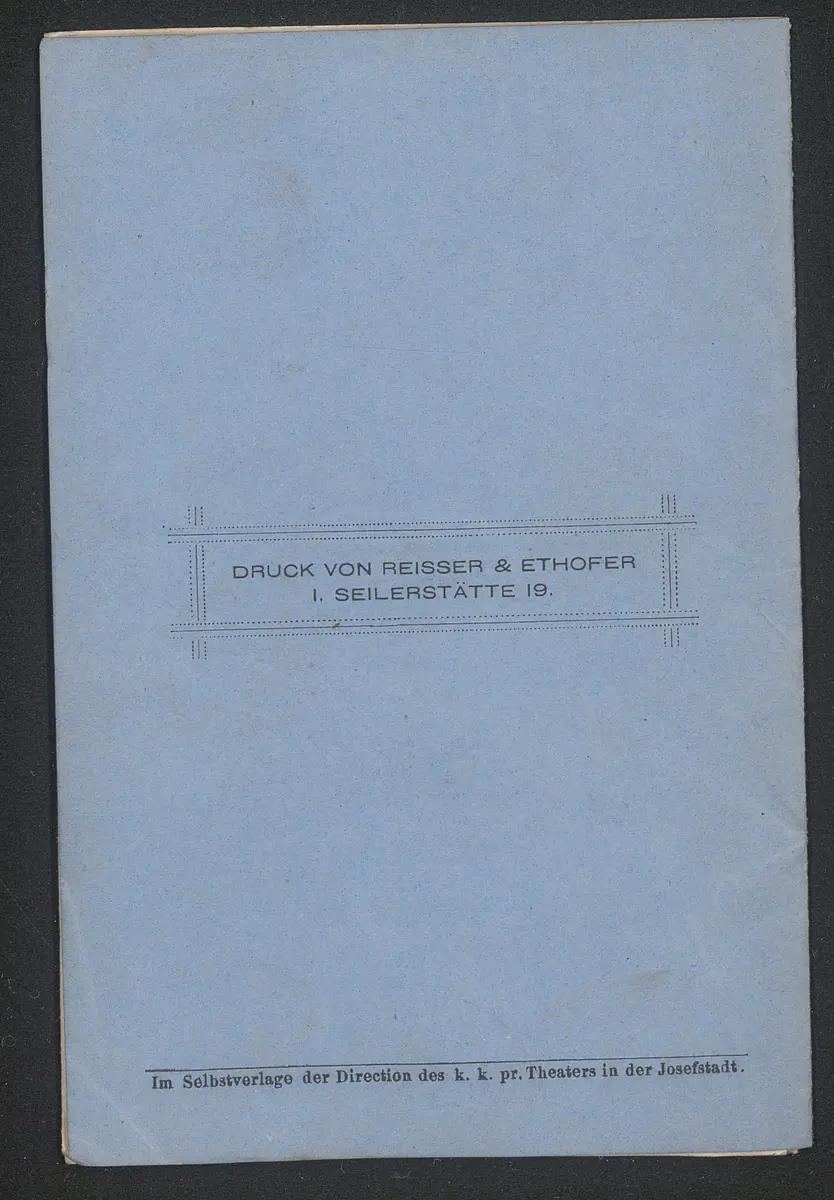 DRUCK VON REISSER & ETHOFER
I. SEILERSTÄTTE 19.
Im Selbstverlage der Direction des k. k. pr. Theaters in der Josefstadt.